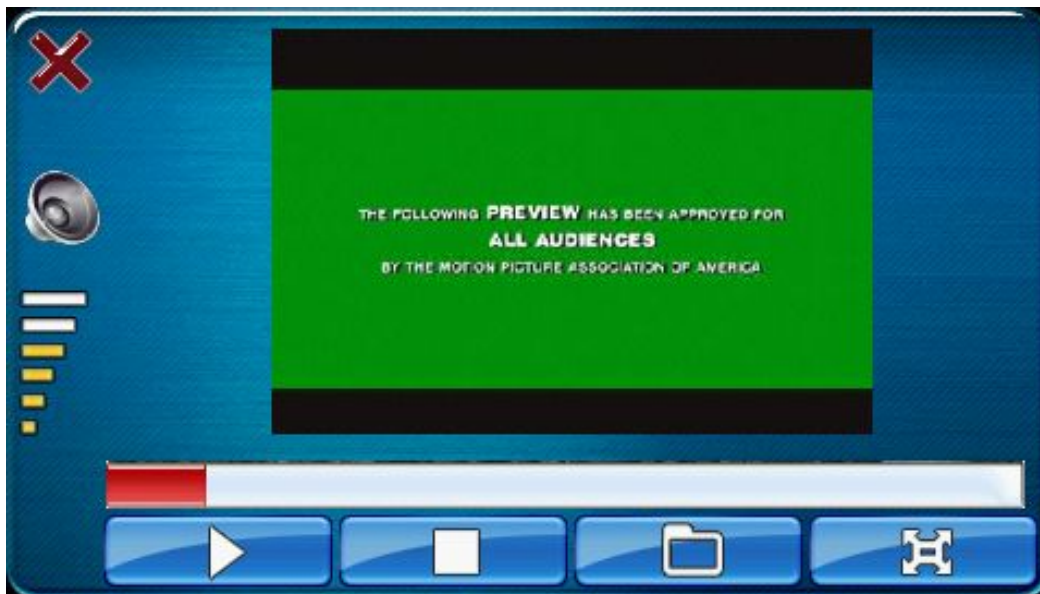 THE FOLLOWING PREVIEW HAS BEEN APPROVED FOR
ALL AUDIENCES
BY THE MOTION PICTURE ASSOCIATION OF AMERICA